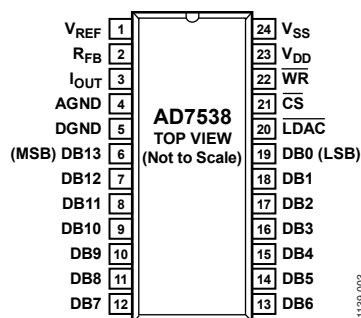 VREF 1
RFB 2
IOUT 3
AGND 4
DGND 5
(MSB) DB13 6
DB12 7
DB11 8
DB10 9
DB9 10
DB8 11
DB7 12
AD7538
TOP VIEW
(Not to Scale)
24 VSS
23 VDD
22 WR
21 CS
20 LDAC
19 DB0 (LSB)
18 DB1
17 DB2
16 DB3
15 DB4
14 DB5
13 DB6